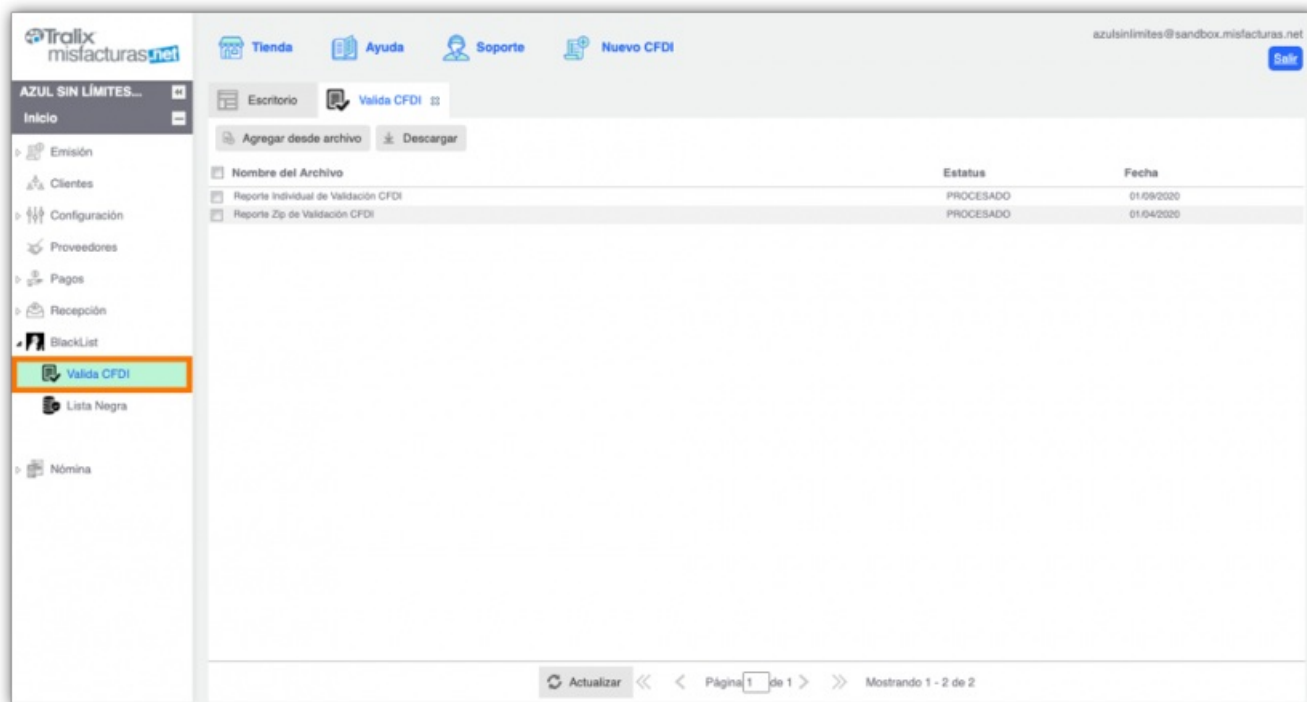 Tralix
misfacturas.net
Tienda
Ayuda
Soporte
Nuevo CFDI
azulsinlimites@sandbox.misfacturas.net
Salir
AZUL SIN LÍMITES...
Inicio
Emisión
Clientes
Configuración
Proveedores
Pagos
Recepción
BlackList
Valida CFDI
Lista Negra
Nómina
Escritorio
Valida CFDI
Agregar desde archivo
Descargar
Nombre del Archivo Estatus Fecha
Reporte Individual de Validación CFDI PROCESADO 01/09/2020
Reporte Zip de Validación CFDI PROCESADO 01/04/2020
Actualizar Página 1 de 1 Mostrando 1 - 2 de 2